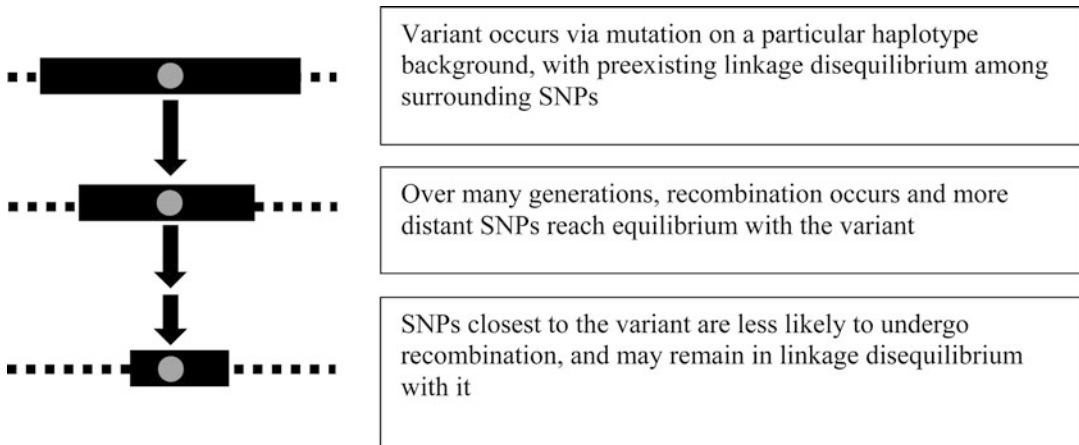 Variant occurs via mutation on a particular haplotype
background, with preexisting linkage disequilibrium among
surrounding SNPs
Over many generations, recombination occurs and more
distant SNPs reach equilibrium with the variant
SNPs closest to the variant are less likely to undergo
recombination, and may remain in linkage disequilibrium
with it